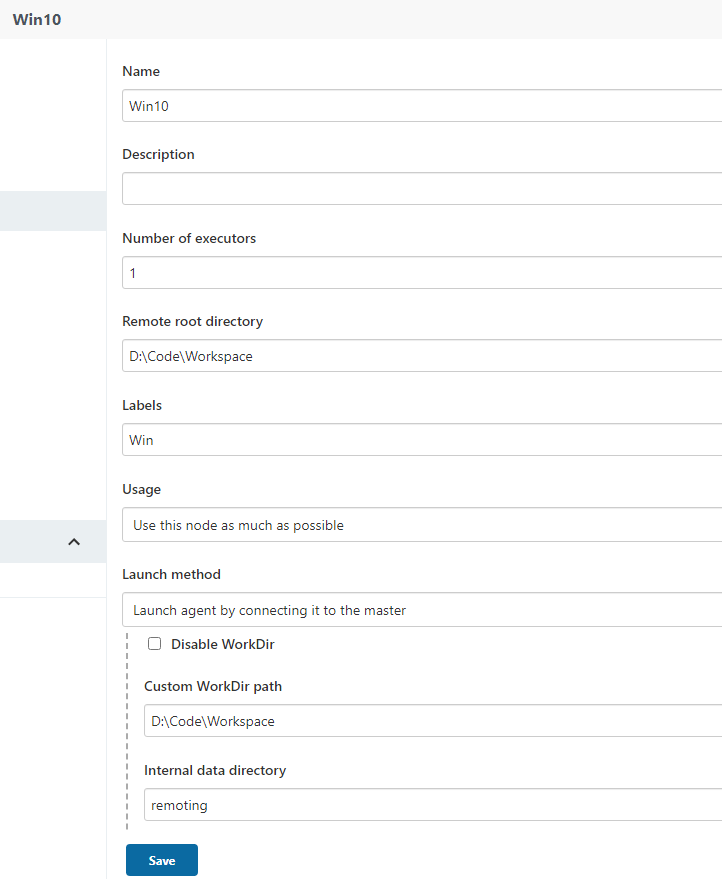 Win10
Name
Win10
Description
Number of executors
1
Remote root directory
D:\Code\Workspace
Labels
Win
Usage
Use this node as much as possible
Launch method
Launch agent by connecting it to the master
Disable WorkDir
Custom WorkDir path
D:\Code\Workspace
Internal data directory
remoting
Save